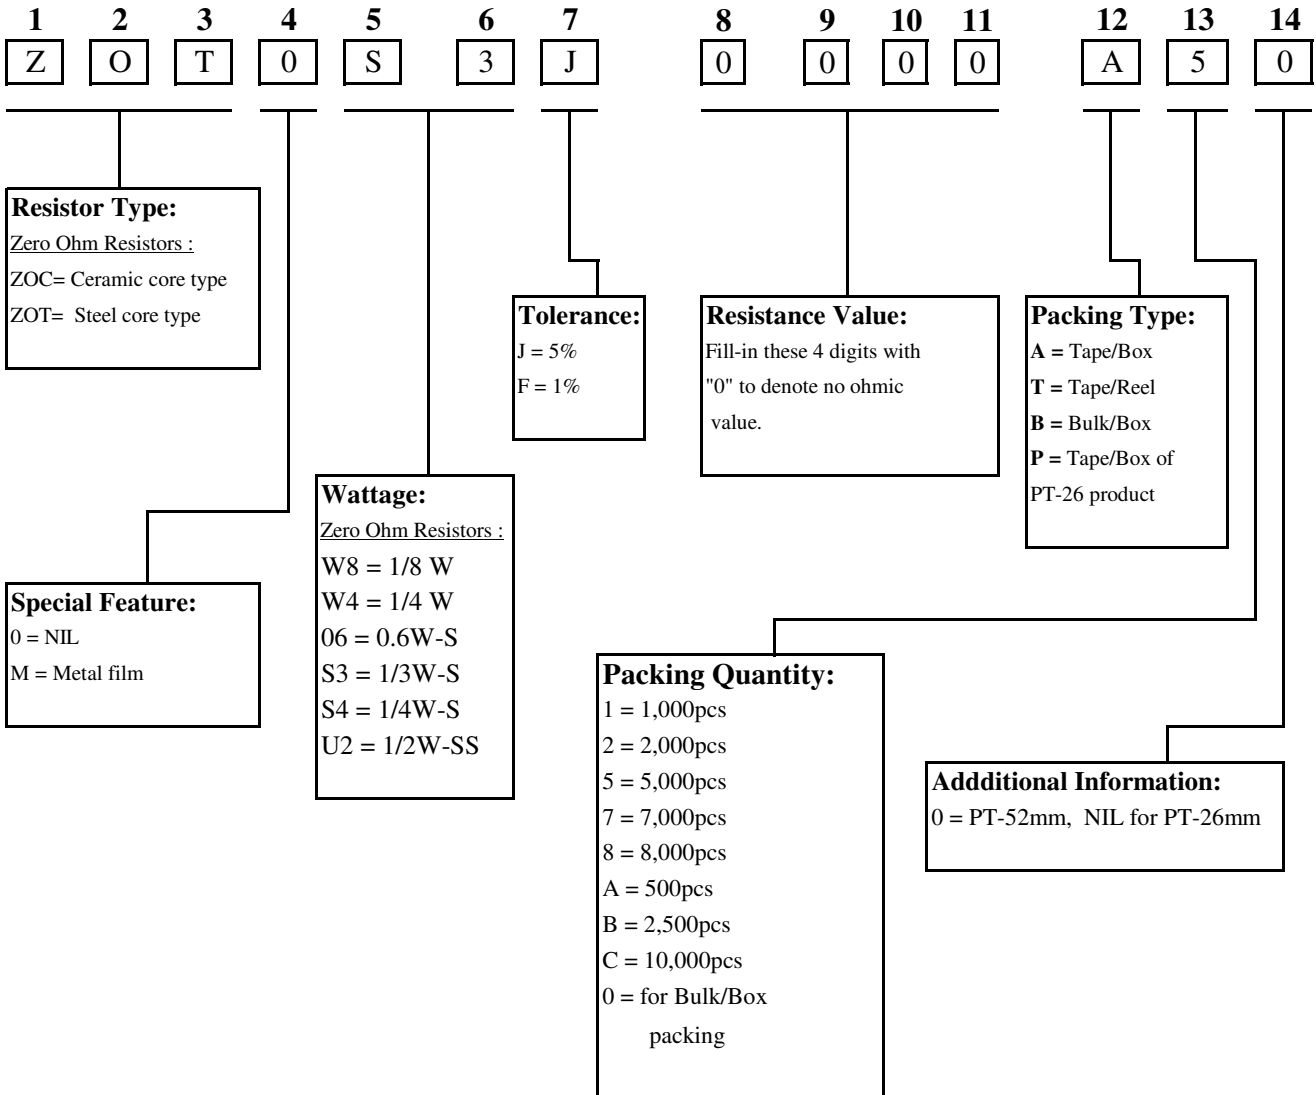 1 2 3 4 5 6 7 8 9 10 11 12 13 14
Z O T 0 S 3 J 0 0 0 0 A 5 0
Resistor Type:
Zero Ohm Resistors :
ZOC= Ceramic core type
ZOT= Steel core type
Tolerance:
J = 5%
F = 1%
Resistance Value:
Fill-in these 4 digits with
"0" to denote no ohmic
value.
Packing Type:
A = Tape/Box
T = Tape/Reel
B = Bulk/Box
P = Tape/Box of
PT-26 product
Wattage:
Zero Ohm Resistors :
W8 = 1/8 W
W4 = 1/4 W
06 = 0.6W-S
S3 = 1/3W-S
S4 = 1/4W-S
U2 = 1/2W-SS
Special Feature:
0 = NIL
M = Metal film
Packing Quantity:
1 = 1,000pcs
2 = 2,000pcs
5 = 5,000pcs
7 = 7,000pcs
8 = 8,000pcs
A = 500pcs
B = 2,500pcs
C = 10,000pcs
0 = for Bulk/Box
packing
Addditional Information:
0 = PT-52mm, NIL for PT-26mm